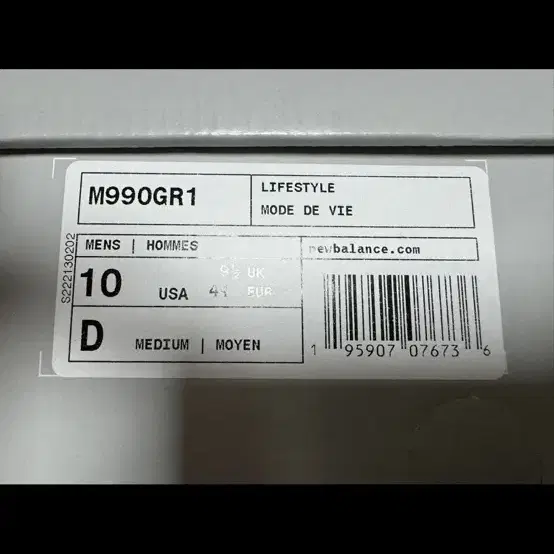 M990GR1
LIFESTYLE
MODE DE VIE
S222130202
MENS | HOMMES
newbalance.com
10
USA
9½ UK
EUR
D
MEDIUM | MOYEN
1 95907 07673 6